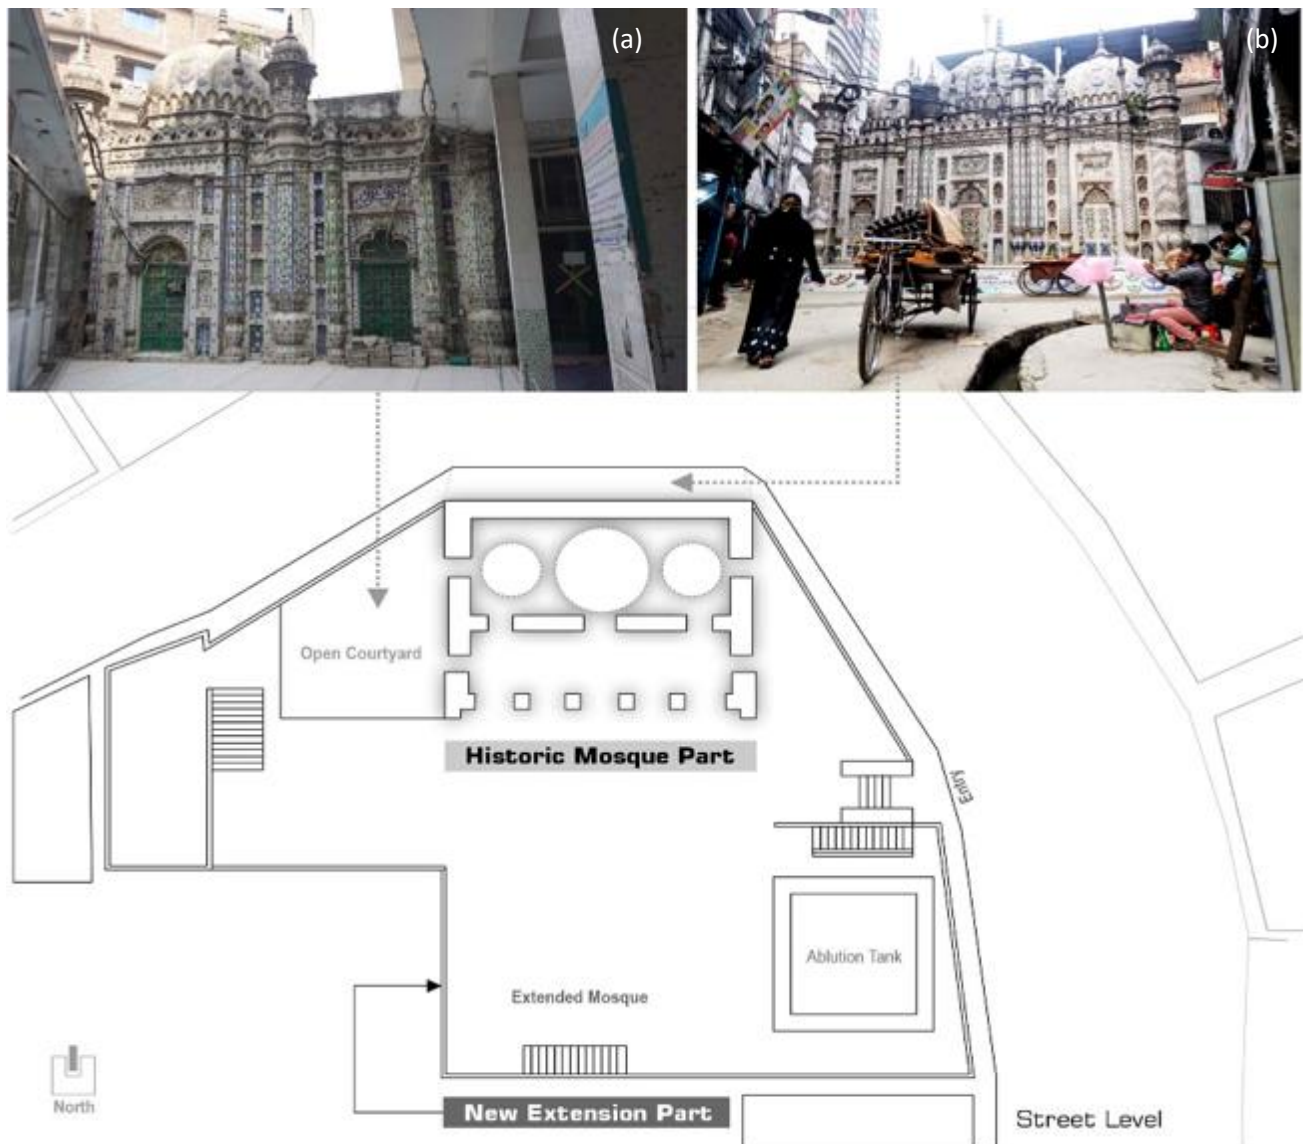 (a)
(b)
Open Courtyard
Historic Mosque Part
Entry
Ablution Tank
Extended Mosque
North
New Extension Part
Street Level